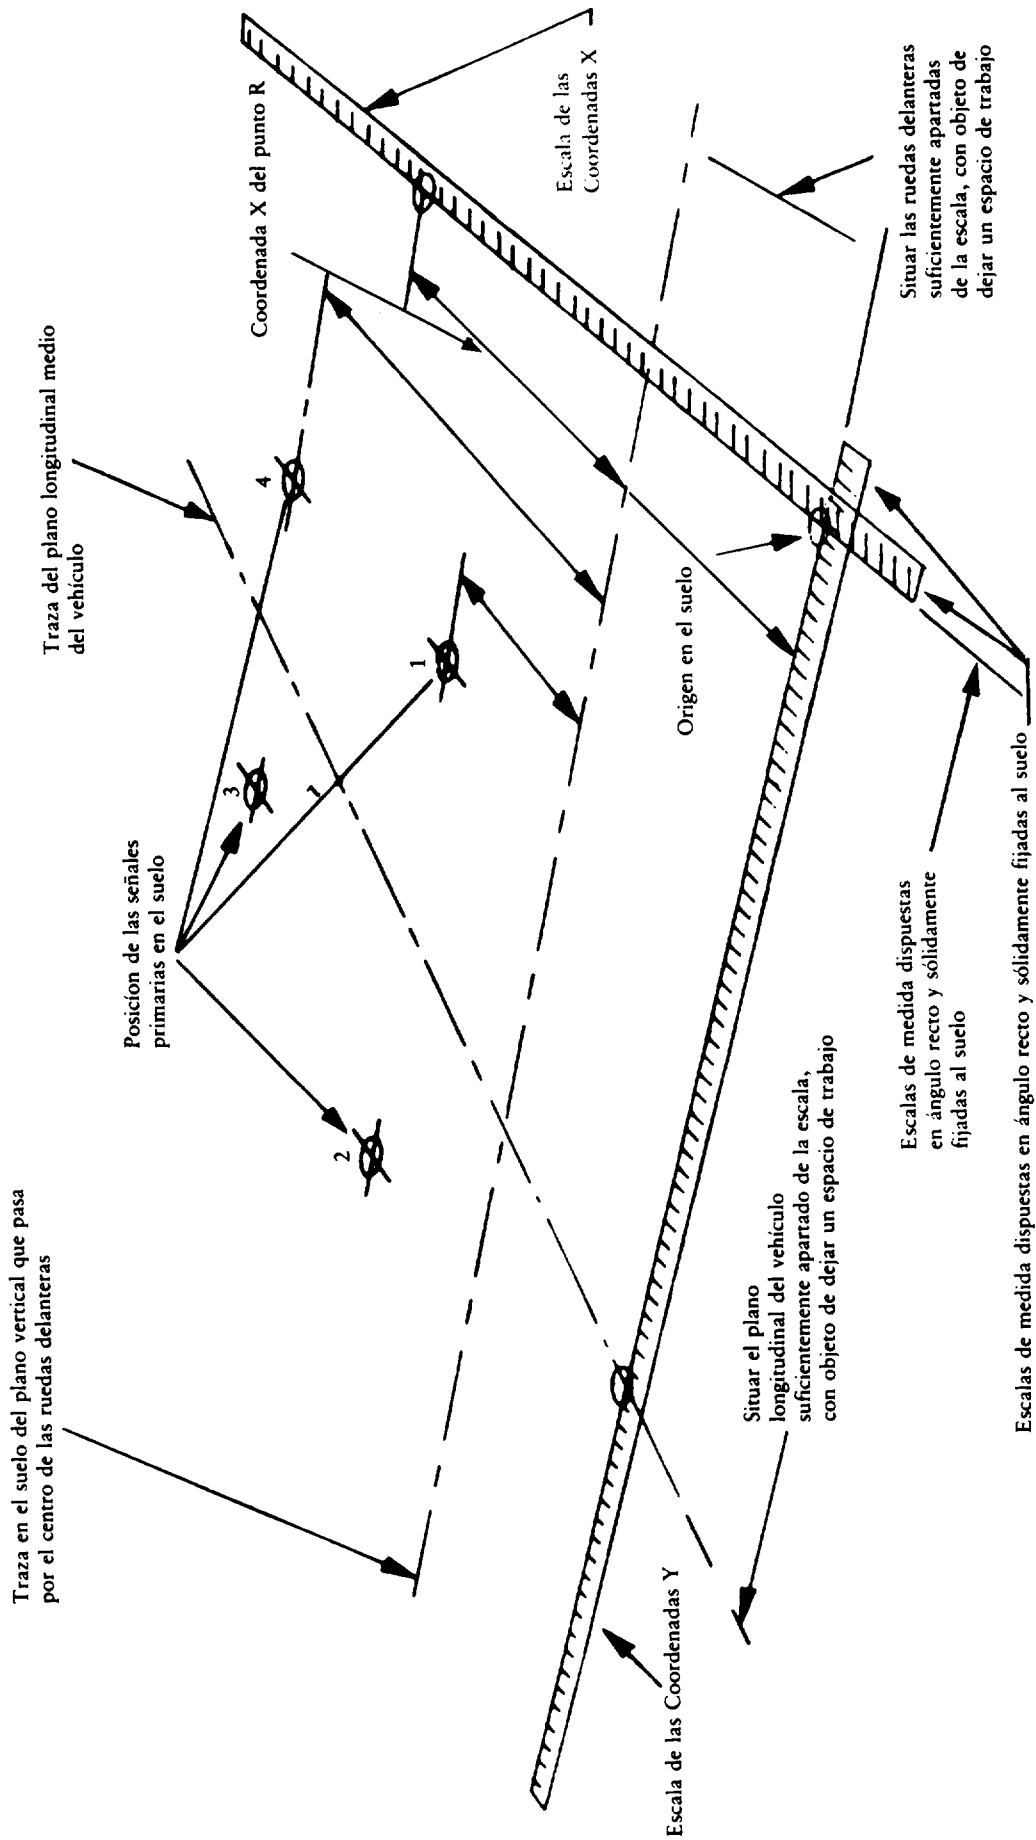 Traza en el suelo del plano vertical que pasa
por el centro de las ruedas delanteras
Posicíon de las señales
primarias en el suelo
Traza del plano longitudinal medio
del vehículo
Coordenada X del punto R
2
3
1
4
Escala de las
Coordenadas X
Origen en el suelo
Situar las ruedas delanteras
suficientemente apartadas
de la escala, con objeto de
dejar un espacio de trabajo
Escala de las Coordenadas Y
Situar el plano
longitudinal del vehículo
suficientemente apartado de la escala,
con objeto de dejar un espacio de trabajo
Escalas de medida dispuestas
en ángulo recto y sólidamente
fijadas al suelo
Escalas de medida dispuestas en ángulo recto y sólidamente fijadas al suelo